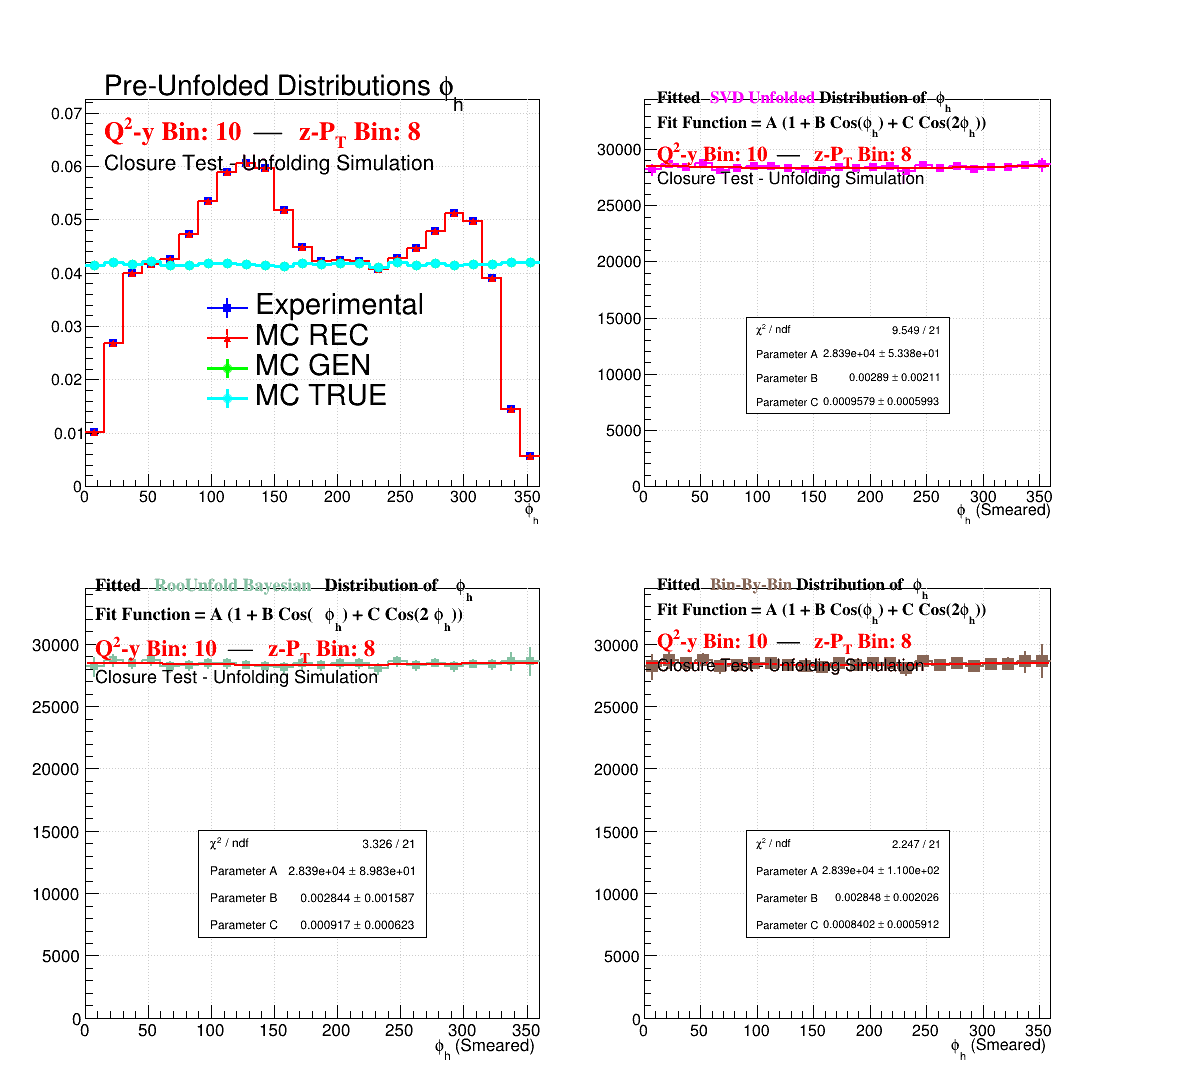 Pre-Unfolded Distributions ϕh
Q2-y Bin: 10 — z-PT Bin: 8
Closure Test - Unfolding Simulation
0.07
0.06
0.05
0.04
0.03
0.02
0.01
0
Experimental
MC REC
MC GEN
MC TRUE
0 50 100 150 200 250 300 350
ϕh
Fitted SVD Unfolded Distribution of ϕh
Fit Function = A (1 + B Cos(ϕh) + C Cos(2ϕh))
Q2-y Bin: 10 — z-PT Bin: 8
Closure Test - Unfolding Simulation
30000
25000
20000
15000
10000
5000
0
χ2 / ndf 9.549 / 21
Parameter A 2.839e+04 ± 5.338e+01
Parameter B 0.00289 ± 0.00211
Parameter C 0.0009579 ± 0.0005993
0 50 100 150 200 250 300 350
ϕh (Smeared)
Fitted RooUnfold Bayesian Distribution of ϕh
Fit Function = A (1 + B Cos( ϕh) + C Cos(2 ϕh))
Q2-y Bin: 10 — z-PT Bin: 8
Closure Test - Unfolding Simulation
30000
25000
20000
15000
10000
5000
0
χ2 / ndf 3.326 / 21
Parameter A 2.839e+04 ± 8.983e+01
Parameter B 0.002844 ± 0.001587
Parameter C 0.000917 ± 0.000623
0 50 100 150 200 250 300 350
ϕh (Smeared)
Fitted Bin-By-Bin Distribution of ϕh
Fit Function = A (1 + B Cos(ϕh) + C Cos(2ϕh))
Q2-y Bin: 10 — z-PT Bin: 8
Closure Test - Unfolding Simulation
30000
25000
20000
15000
10000
5000
0
χ2 / ndf 2.247 / 21
Parameter A 2.839e+04 ± 1.100e+02
Parameter B 0.002848 ± 0.002026
Parameter C 0.0008402 ± 0.0005912
0 50 100 150 200 250 300 350
ϕh (Smeared)